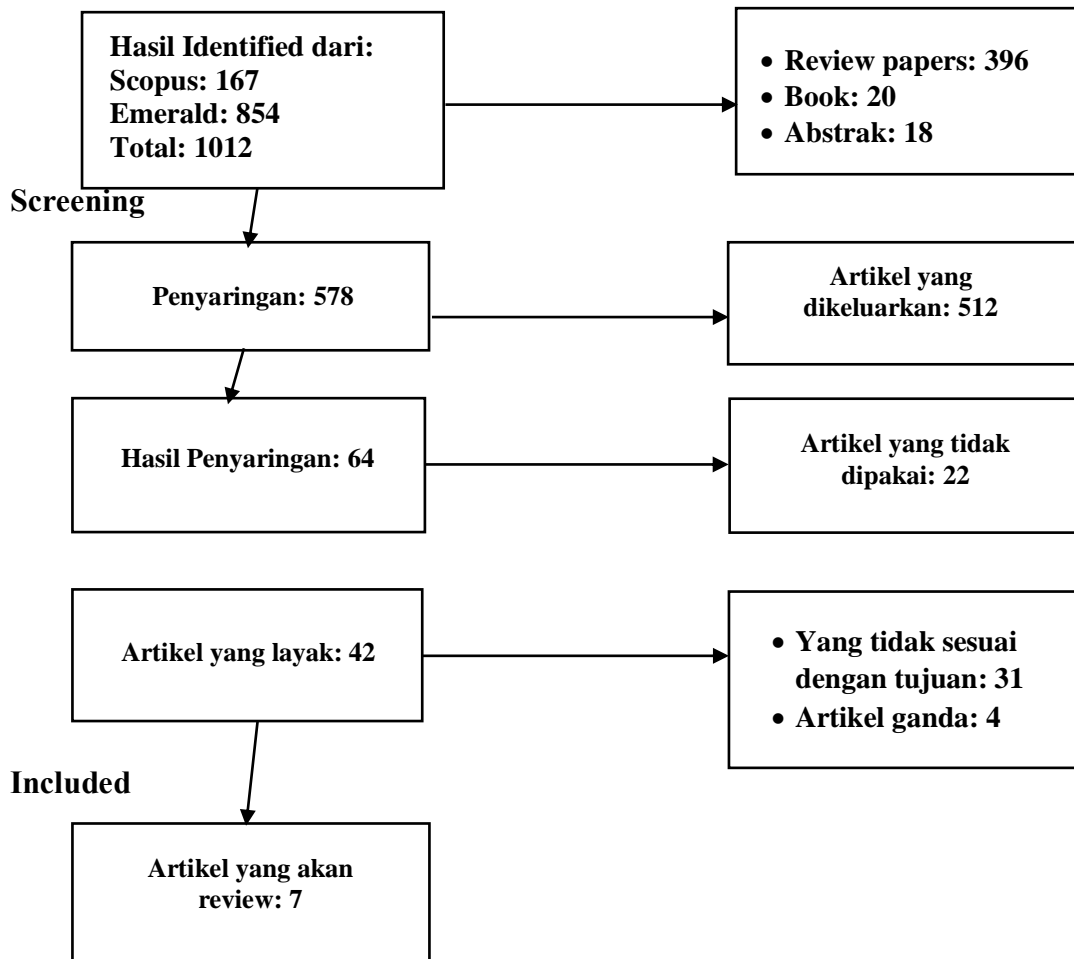 Hasil Identified dari:
Scopus: 167
Emerald: 854
Total: 1012
• Review papers: 396
• Book: 20
• Abstrak: 18
Screening
Penyaringan: 578
Artikel yang
dikeluarkan: 512
Hasil Penyaringan: 64
Artikel yang tidak
dipakai: 22
Artikel yang layak: 42
• Yang tidak sesuai
dengan tujuan: 31
• Artikel ganda: 4
Included
Artikel yang akan
review: 7